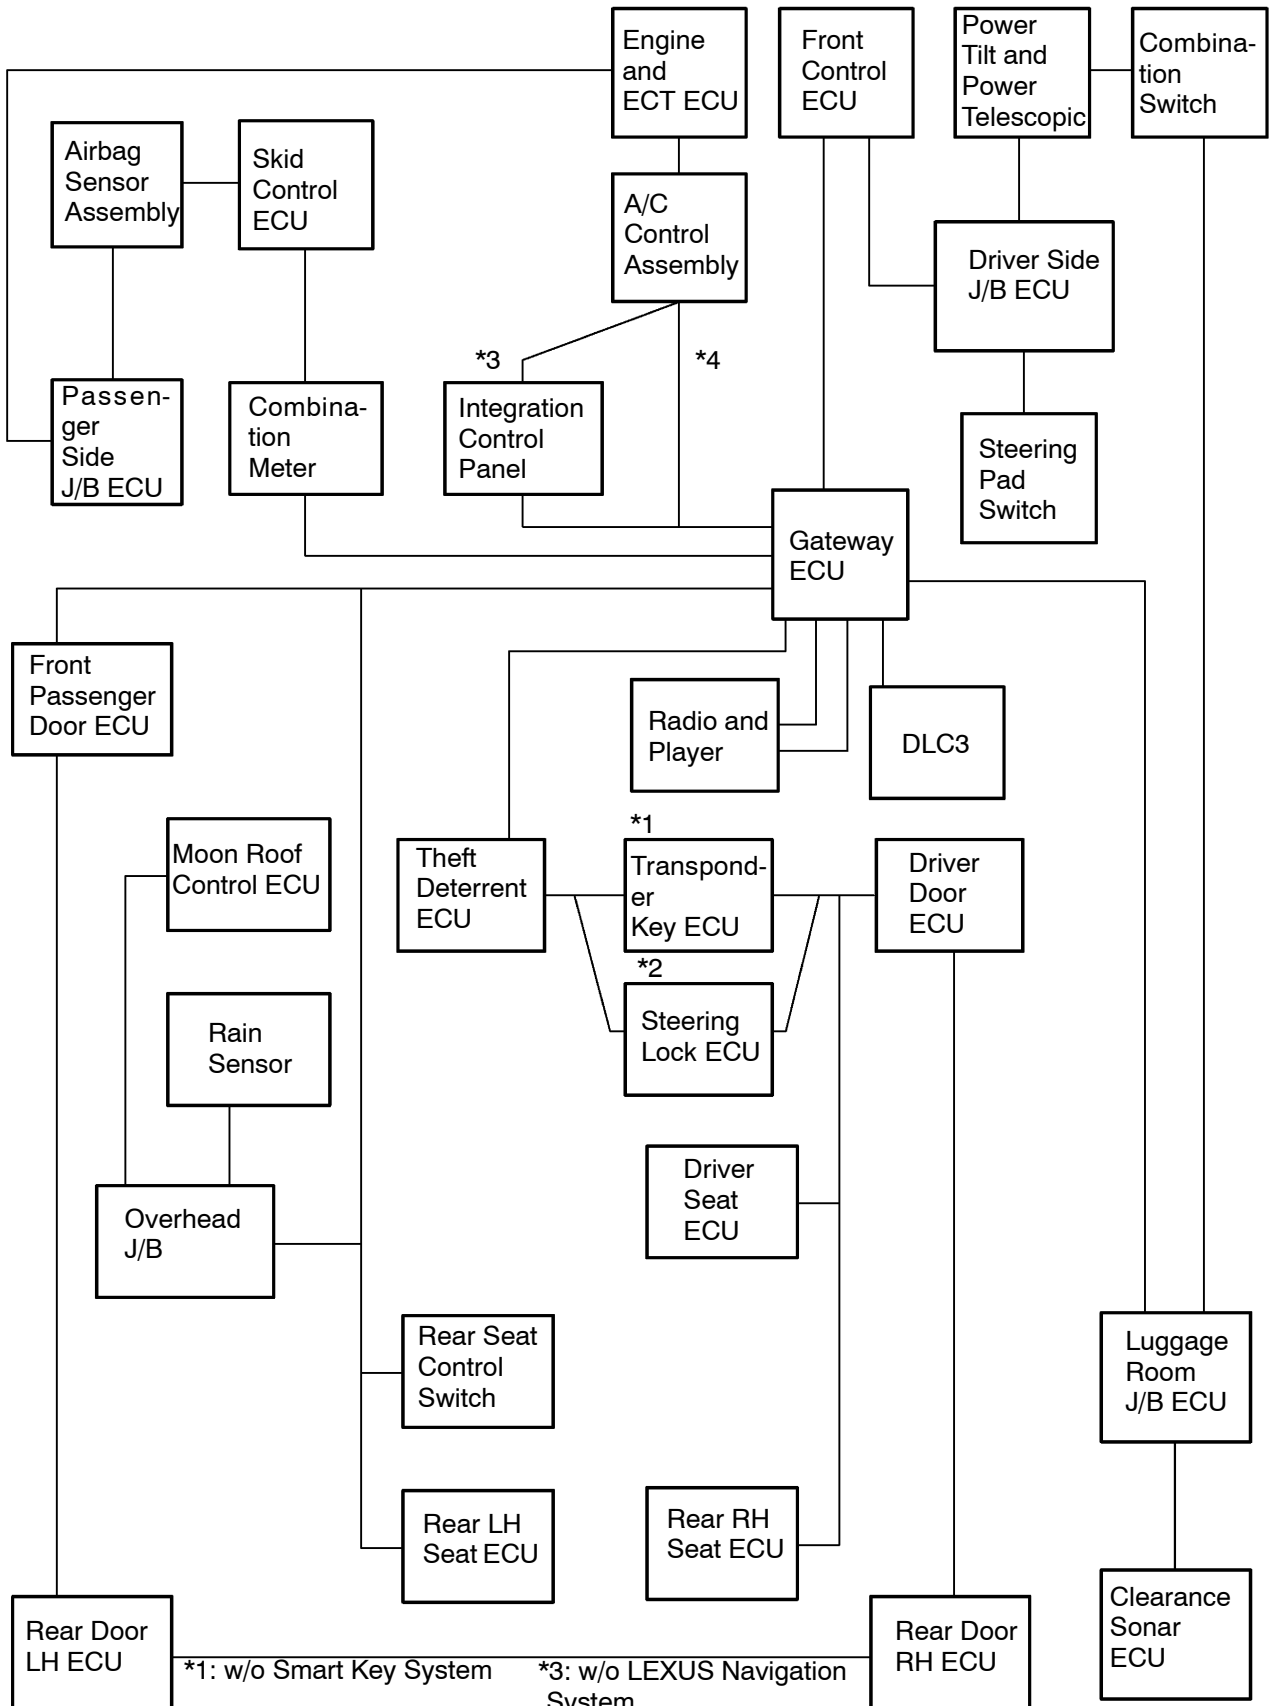 Engine
and
ECT ECU
Front
Control
ECU
Power
Tilt and
Power
Telescopic
Combina-
tion
Switch
Airbag
Sensor
Assembly
Skid
Control
ECU
A/C
Control
Assembly
Driver Side
J/B ECU
*3
*4
Passen-
ger
Side
J/B ECU
Combina-
tion
Meter
Integration
Control
Panel
Steering
Pad
Switch
Gateway
ECU
Front
Passenger
Door ECU
Radio and
Player
DLC3
*1
Moon Roof
Control ECU
Theft
Deterrent
ECU
Transpond-
er
Key ECU
Driver
Door
ECU
*2
Steering
Lock ECU
Rain
Sensor
Driver
Seat
ECU
Overhead
J/B
Rear Seat
Control
Switch
Luggage
Room
J/B ECU
Rear LH
Seat ECU
Rear RH
Seat ECU
Rear Door
LH ECU
Rear Door
RH ECU
Clearance
Sonar
ECU
*1: w/o Smart Key System
*3: w/o LEXUS Navigation
System